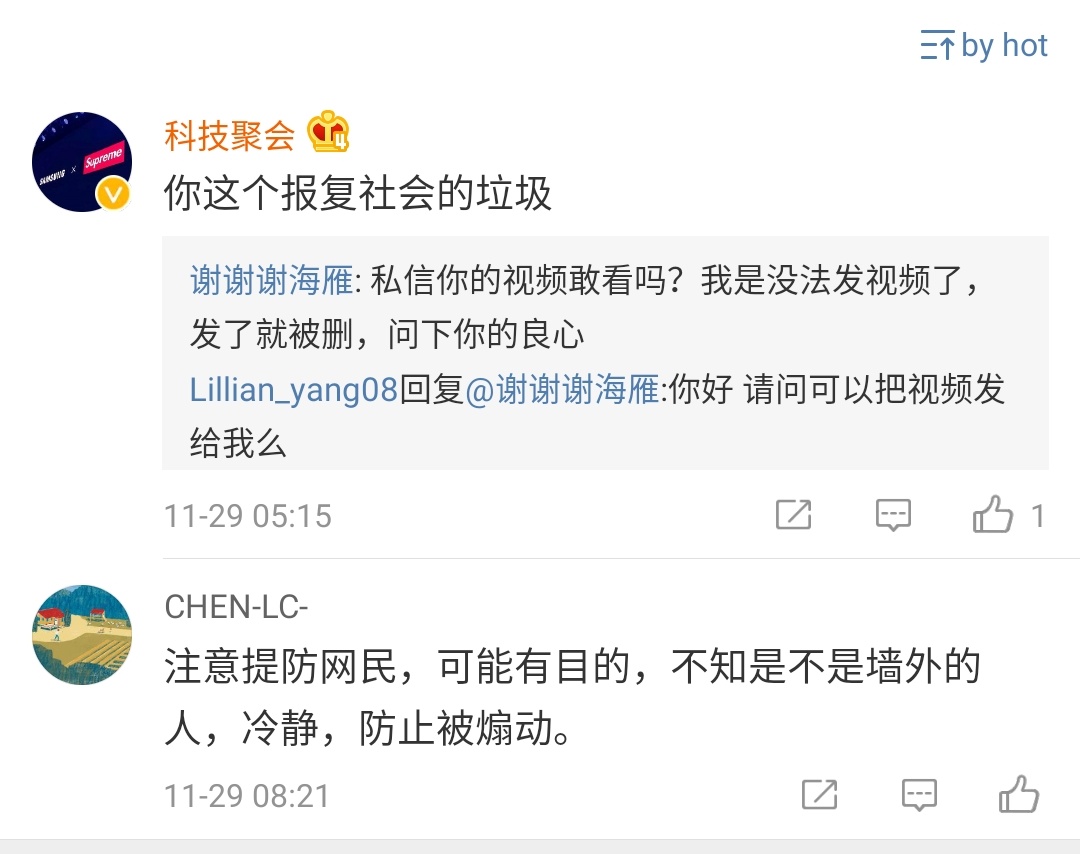 by hot
科技聚会
4
SAMSUNG x Supreme
V
你这个报复社会的垃圾
谢谢谢海雁: 私信你的视频敢看吗？我是没法发视频了，
发了就被删，问下你的良心
Lillian_yang08回复@谢谢谢海雁:你好 请问可以把视频发
给我么
11-29 05:15
1
CHEN-LC-
注意提防网民，可能有目的，不知是不是墙外的
人，冷静，防止被煽动。
11-29 08:21